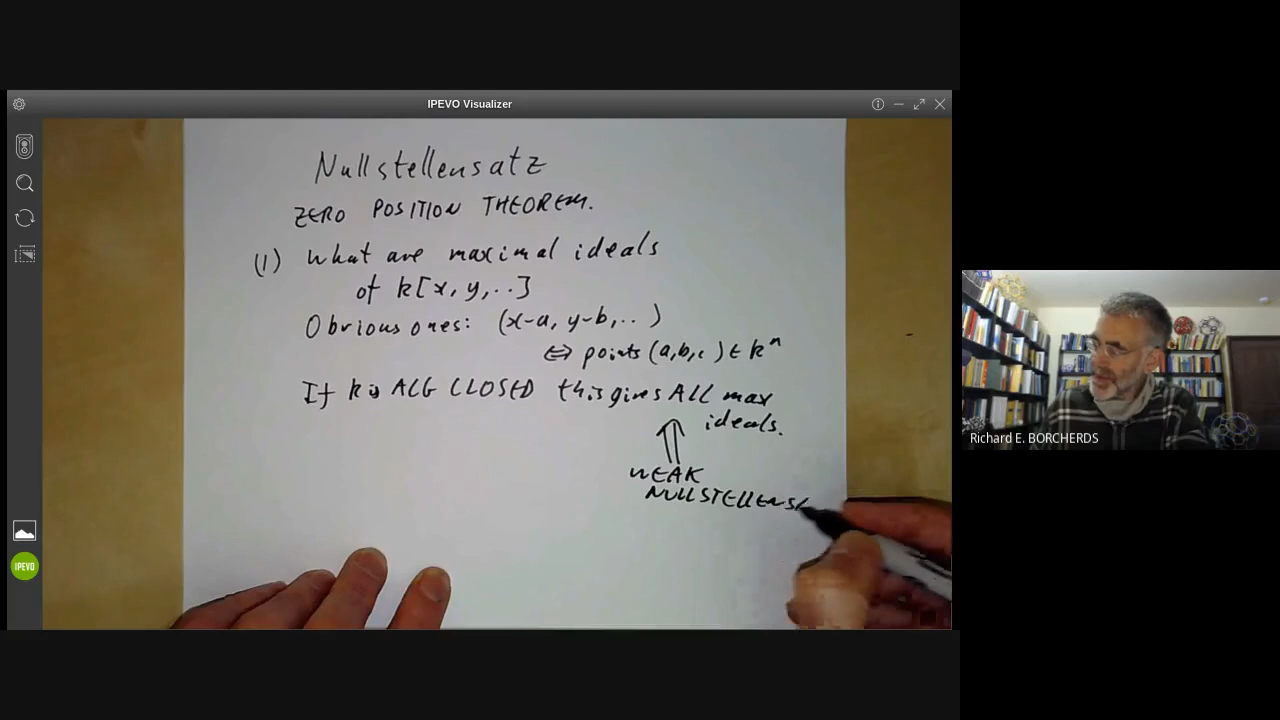 IPEVO Visualizer
Nullstellensatz
ZERO POSITION THEOREM.
(1) What are maximal ideals
of k[x, y, ..]
Obvious ones: (x-a, y-b, .. )
⇔ points (a,b,c ) ∈ k^n
If k is ALG CLOSED this gives ALL max
ideals.
⇑
WEAK
NULLSTELLENSA
IPEVO
Richard E. BORCHERDS